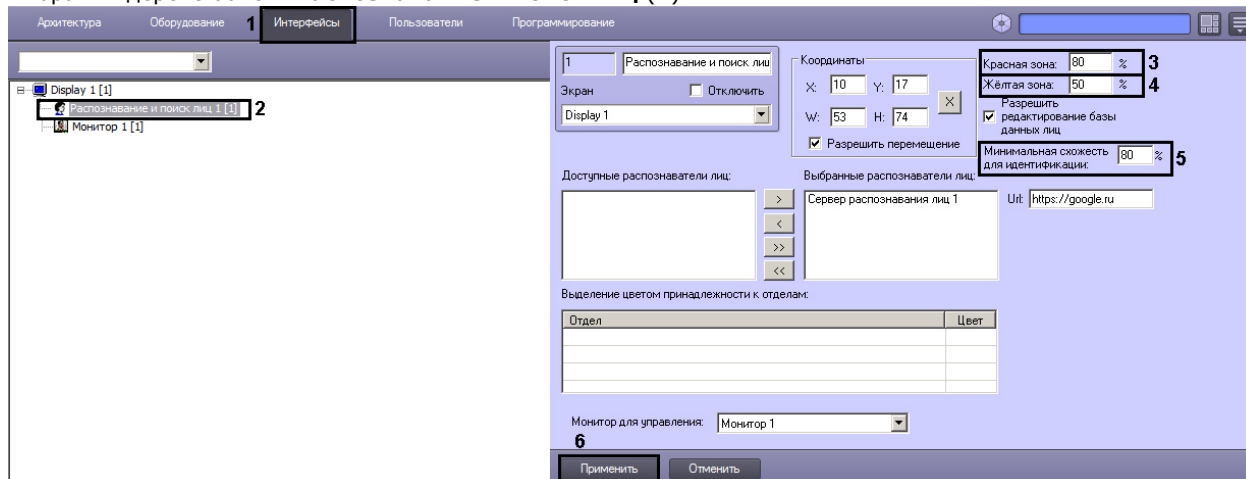 Архитектура Оборудование 1 Интерфейсы Пользователи Программирование
Display 1 [1]
Распознавание и поиск лиц 1 [1] 2
Монитор 1 [1]
1 Распознавание и поиск лиц
Экран Отключить
Display 1
Координаты
X: 10 Y: 17
X
W: 53 H: 74
Разрешить перемещение
Красная зона: 80 % 3
Жёлтая зона: 50 % 4
Разрешить
редактирование базы
данных лиц
Минимальная схожесть
для идентификации: 80 % 5
Доступные распознаватели лиц: Выбранные распознаватели лиц:
> Сервер распознавания лиц 1 Url: https://google.ru
<
>>
<<
Выделение цветом принадлежности к отделам:
Отдел Цвет
Монитор для управления: Монитор 1
6
Применить Отменить